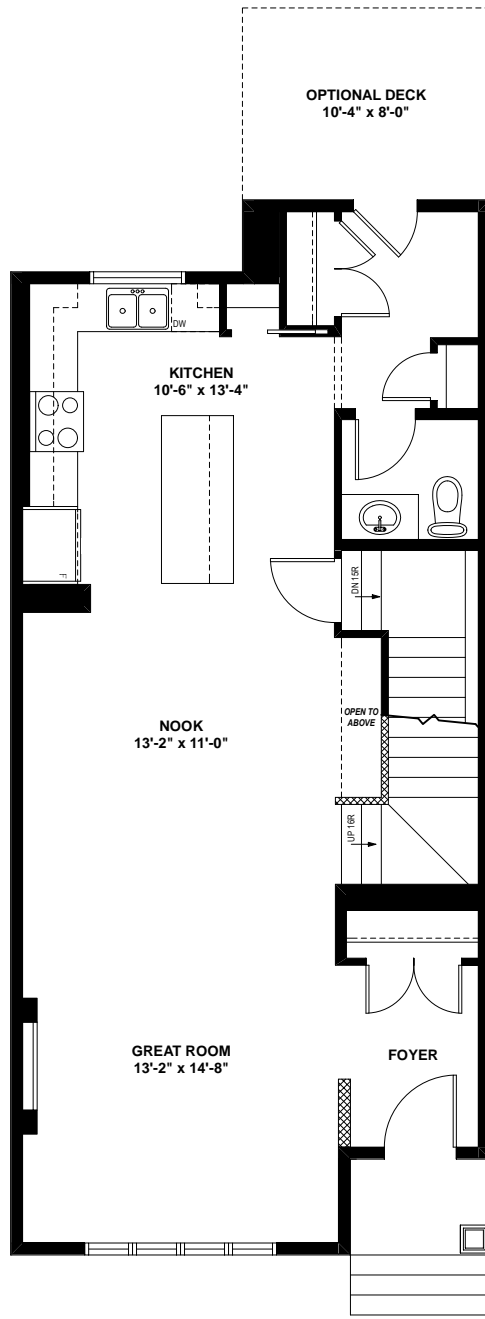 OPTIONAL DECK
10'-4" x 8'-0"
DW
KITCHEN
10'-6" x 13'-4"
F
DN 15R
NOOK
13'-2" x 11'-0"
OPEN TO
ABOVE
UP 16R
GREAT ROOM
13'-2" x 14'-8"
FOYER